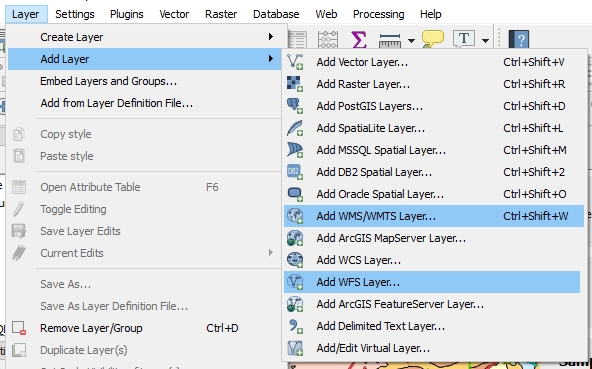 Layer Settings Plugins Vector Raster Database Web Processing Help
Create Layer
Add Layer
Embed Layers and Groups...
Add from Layer Definition File...
Copy style
Paste style
Open Attribute Table F6
Toggle Editing
Save Layer Edits
Current Edits
Save As...
Save As Layer Definition File...
Remove Layer/Group Ctrl+D
Duplicate Layer(s)
T
Add Vector Layer... Ctrl+Shift+V
Add Raster Layer... Ctrl+Shift+R
Add PostGIS Layers... Ctrl+Shift+D
Add SpatiaLite Layer... Ctrl+Shift+L
Add MSSQL Spatial Layer... Ctrl+Shift+M
DB2 Add DB2 Spatial Layer... Ctrl+Shift+2
Add Oracle Spatial Layer... Ctrl+Shift+O
Add WMS/WMTS Layer... Ctrl+Shift+W
Add ArcGIS MapServer Layer...
Add WCS Layer...
Add WFS Layer...
Add ArcGIS FeatureServer Layer...
Add Delimited Text Layer...
Add/Edit Virtual Layer...